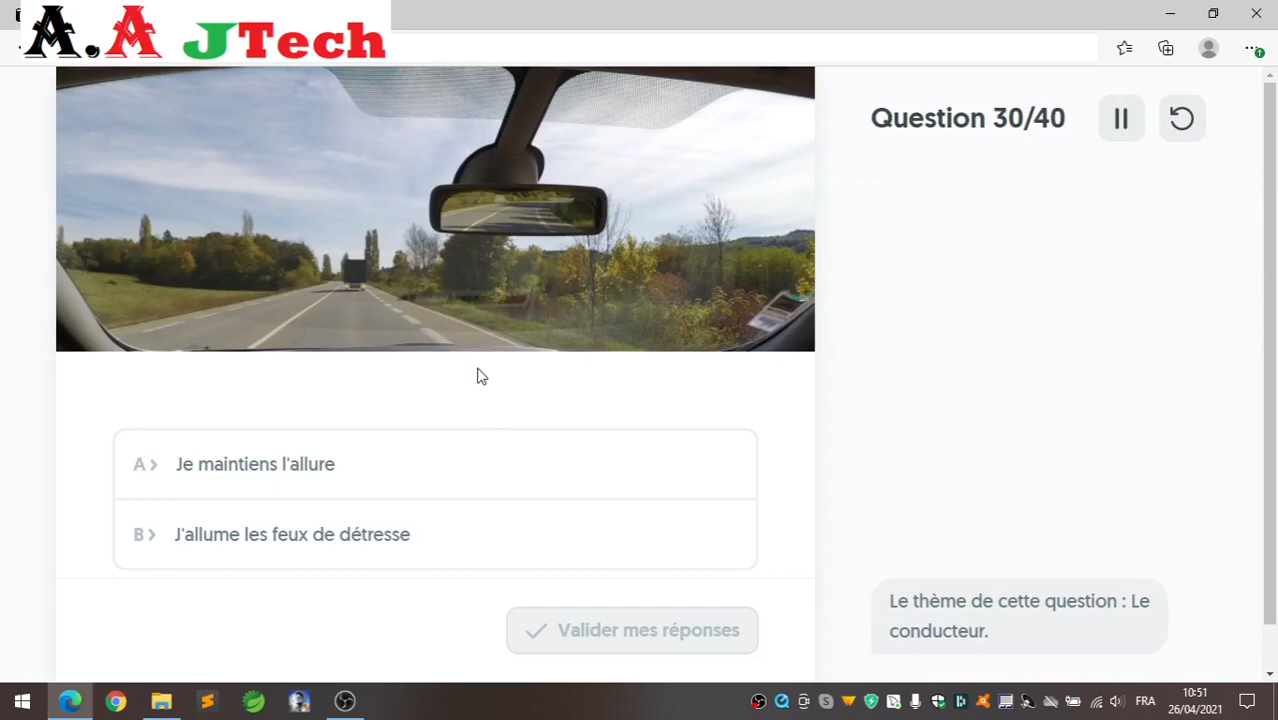 A.A JTech
Question 30/40
A Je maintiens l'allure
B J'allume les feux de détresse
Valider mes réponses
Le thème de cette question : Le
conducteur.
FRA
10:51
26/04/2021